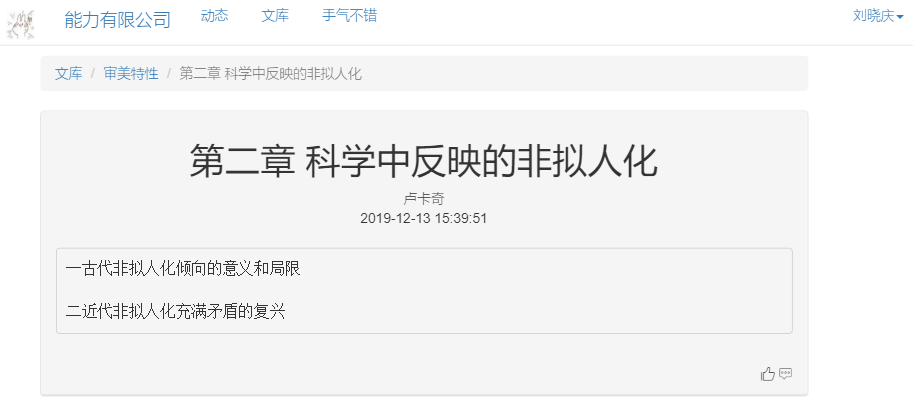 能力有限公司 动态 文库 手气不错 刘晓庆
文库 / 审美特性 / 第二章 科学中反映的非拟人化
第二章 科学中反映的非拟人化
卢卡奇
2019-12-13 15:39:51
一古代非拟人化倾向的意义和局限
二近代非拟人化充满矛盾的复兴